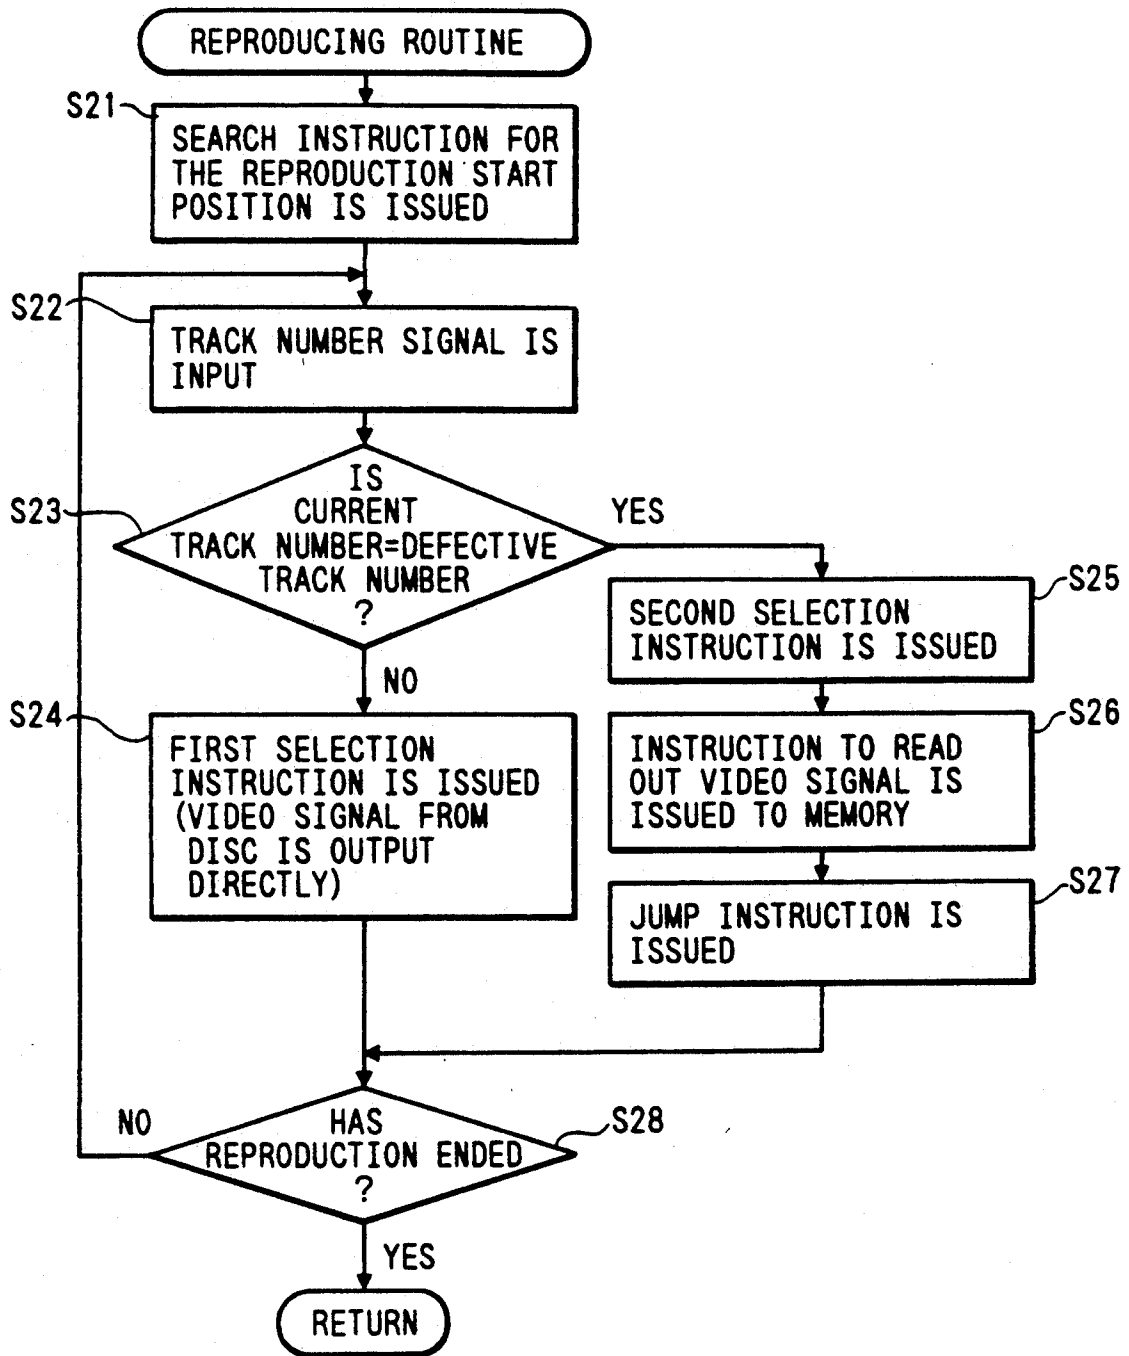 REPRODUCING ROUTINE
S21
SEARCH INSTRUCTION FOR
THE REPRODUCTION START
POSITION IS ISSUED
S22
TRACK NUMBER SIGNAL IS
INPUT
S23
IS
CURRENT
TRACK NUMBER=DEFECTIVE
TRACK NUMBER
?
YES
NO
S24
FIRST SELECTION
INSTRUCTION IS ISSUED
(VIDEO SIGNAL FROM
DISC IS OUTPUT
DIRECTLY)
S25
SECOND SELECTION
INSTRUCTION IS ISSUED
S26
INSTRUCTION TO READ
OUT VIDEO SIGNAL IS
ISSUED TO MEMORY
S27
JUMP INSTRUCTION IS
ISSUED
S28
HAS
REPRODUCTION ENDED
?
NO
YES
RETURN